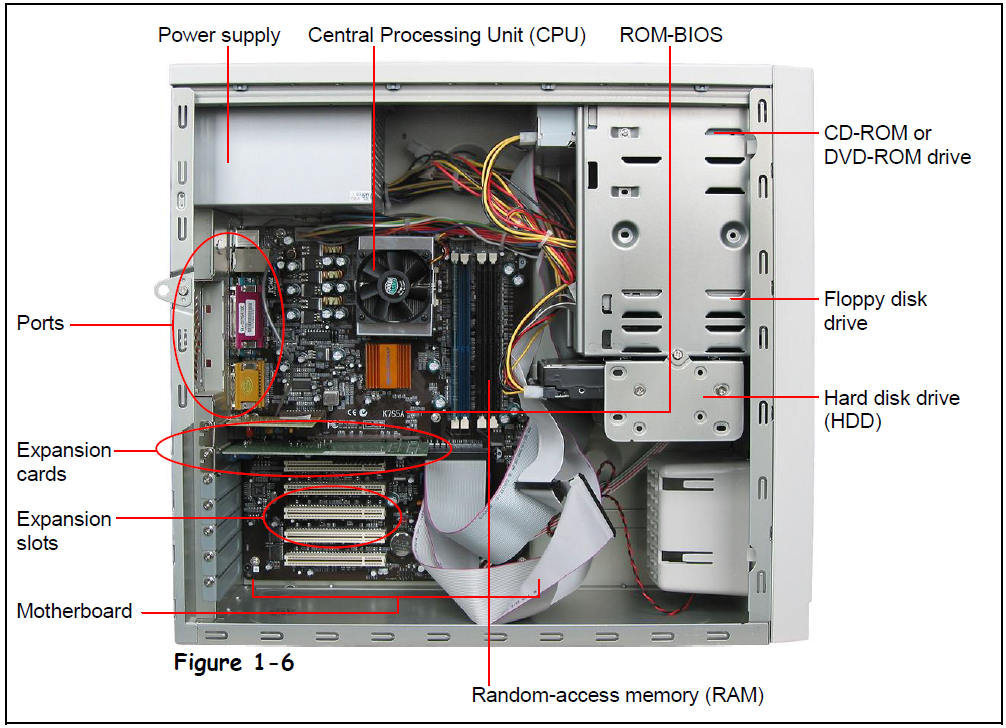 Power supply
Central Processing Unit (CPU)
ROM-BIOS
CD-ROM or
DVD-ROM drive
Ports
Floppy disk
drive
Hard disk drive
(HDD)
K7S5A
Expansion
cards
Expansion
slots
Motherboard
Figure 1-6
Random-access memory (RAM)